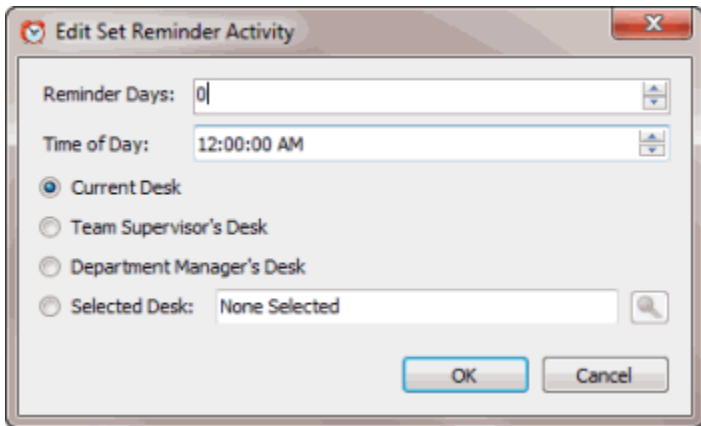 Edit Set Reminder Activity
Reminder Days: 0
Time of Day: 12:00:00 AM
Current Desk
Team Supervisor's Desk
Department Manager's Desk
Selected Desk: None Selected
OK Cancel